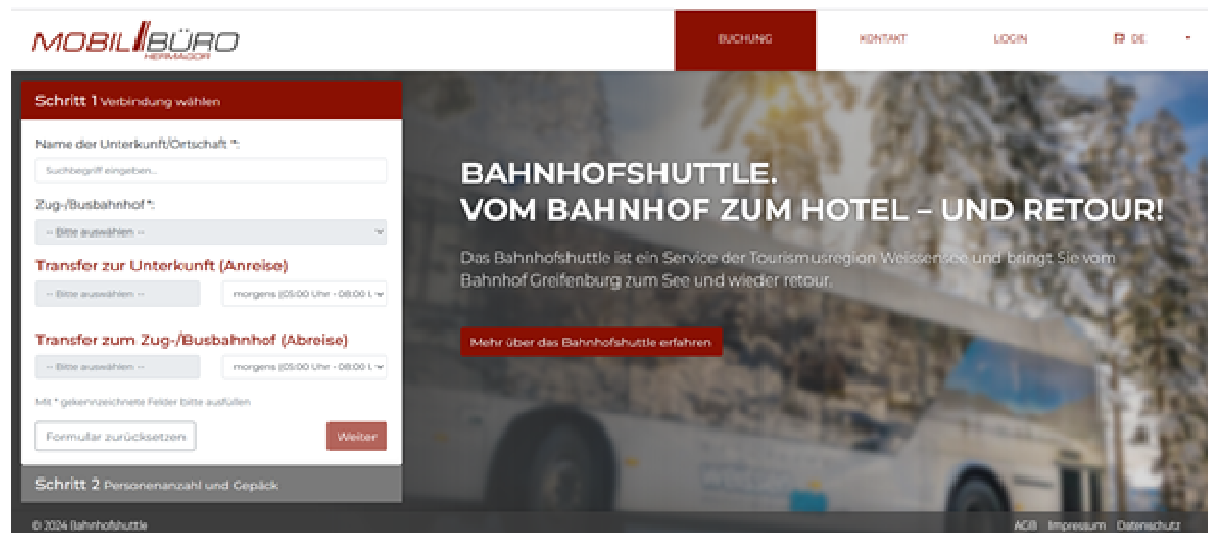 MOBIL BÜRO
HERMAGOR
BUCHUNG
KONTAKT
LOGIN
DE
Schritt 1 Verbindung wählen
Name der Unterkunft/Ortschaft *:
Suchbegriff eingeben...
Zug-/Busbahnhof*:
-- Bitte auswählen --
Transfer zur Unterkunft (Anreise)
-- Bitte auswählen -- morgens (05:00 Uhr - 08:00 U
Transfer zum Zug-/Busbahnhof (Abreise)
-- Bitte auswählen -- morgens (05:00 Uhr - 08:00 U
Mit * gekennzeichnete Felder bitte ausfüllen
Formular zurücksetzen Weiter
Schritt 2 Personenanzahl und Gepäck
BAHNHOFSHUTTLE.
VOM BAHNHOF ZUM HOTEL – UND RETOUR!
Das Bahnhofshuttle ist ein Service der Tourismusregion Weissensee und bringt Sie vom
Bahnhof Greifenburg zum See und wieder retour.
Mehr über das Bahnhofshuttle erfahren
© 2024 Bahnhofshuttle
AGB Impressum Datenschutz